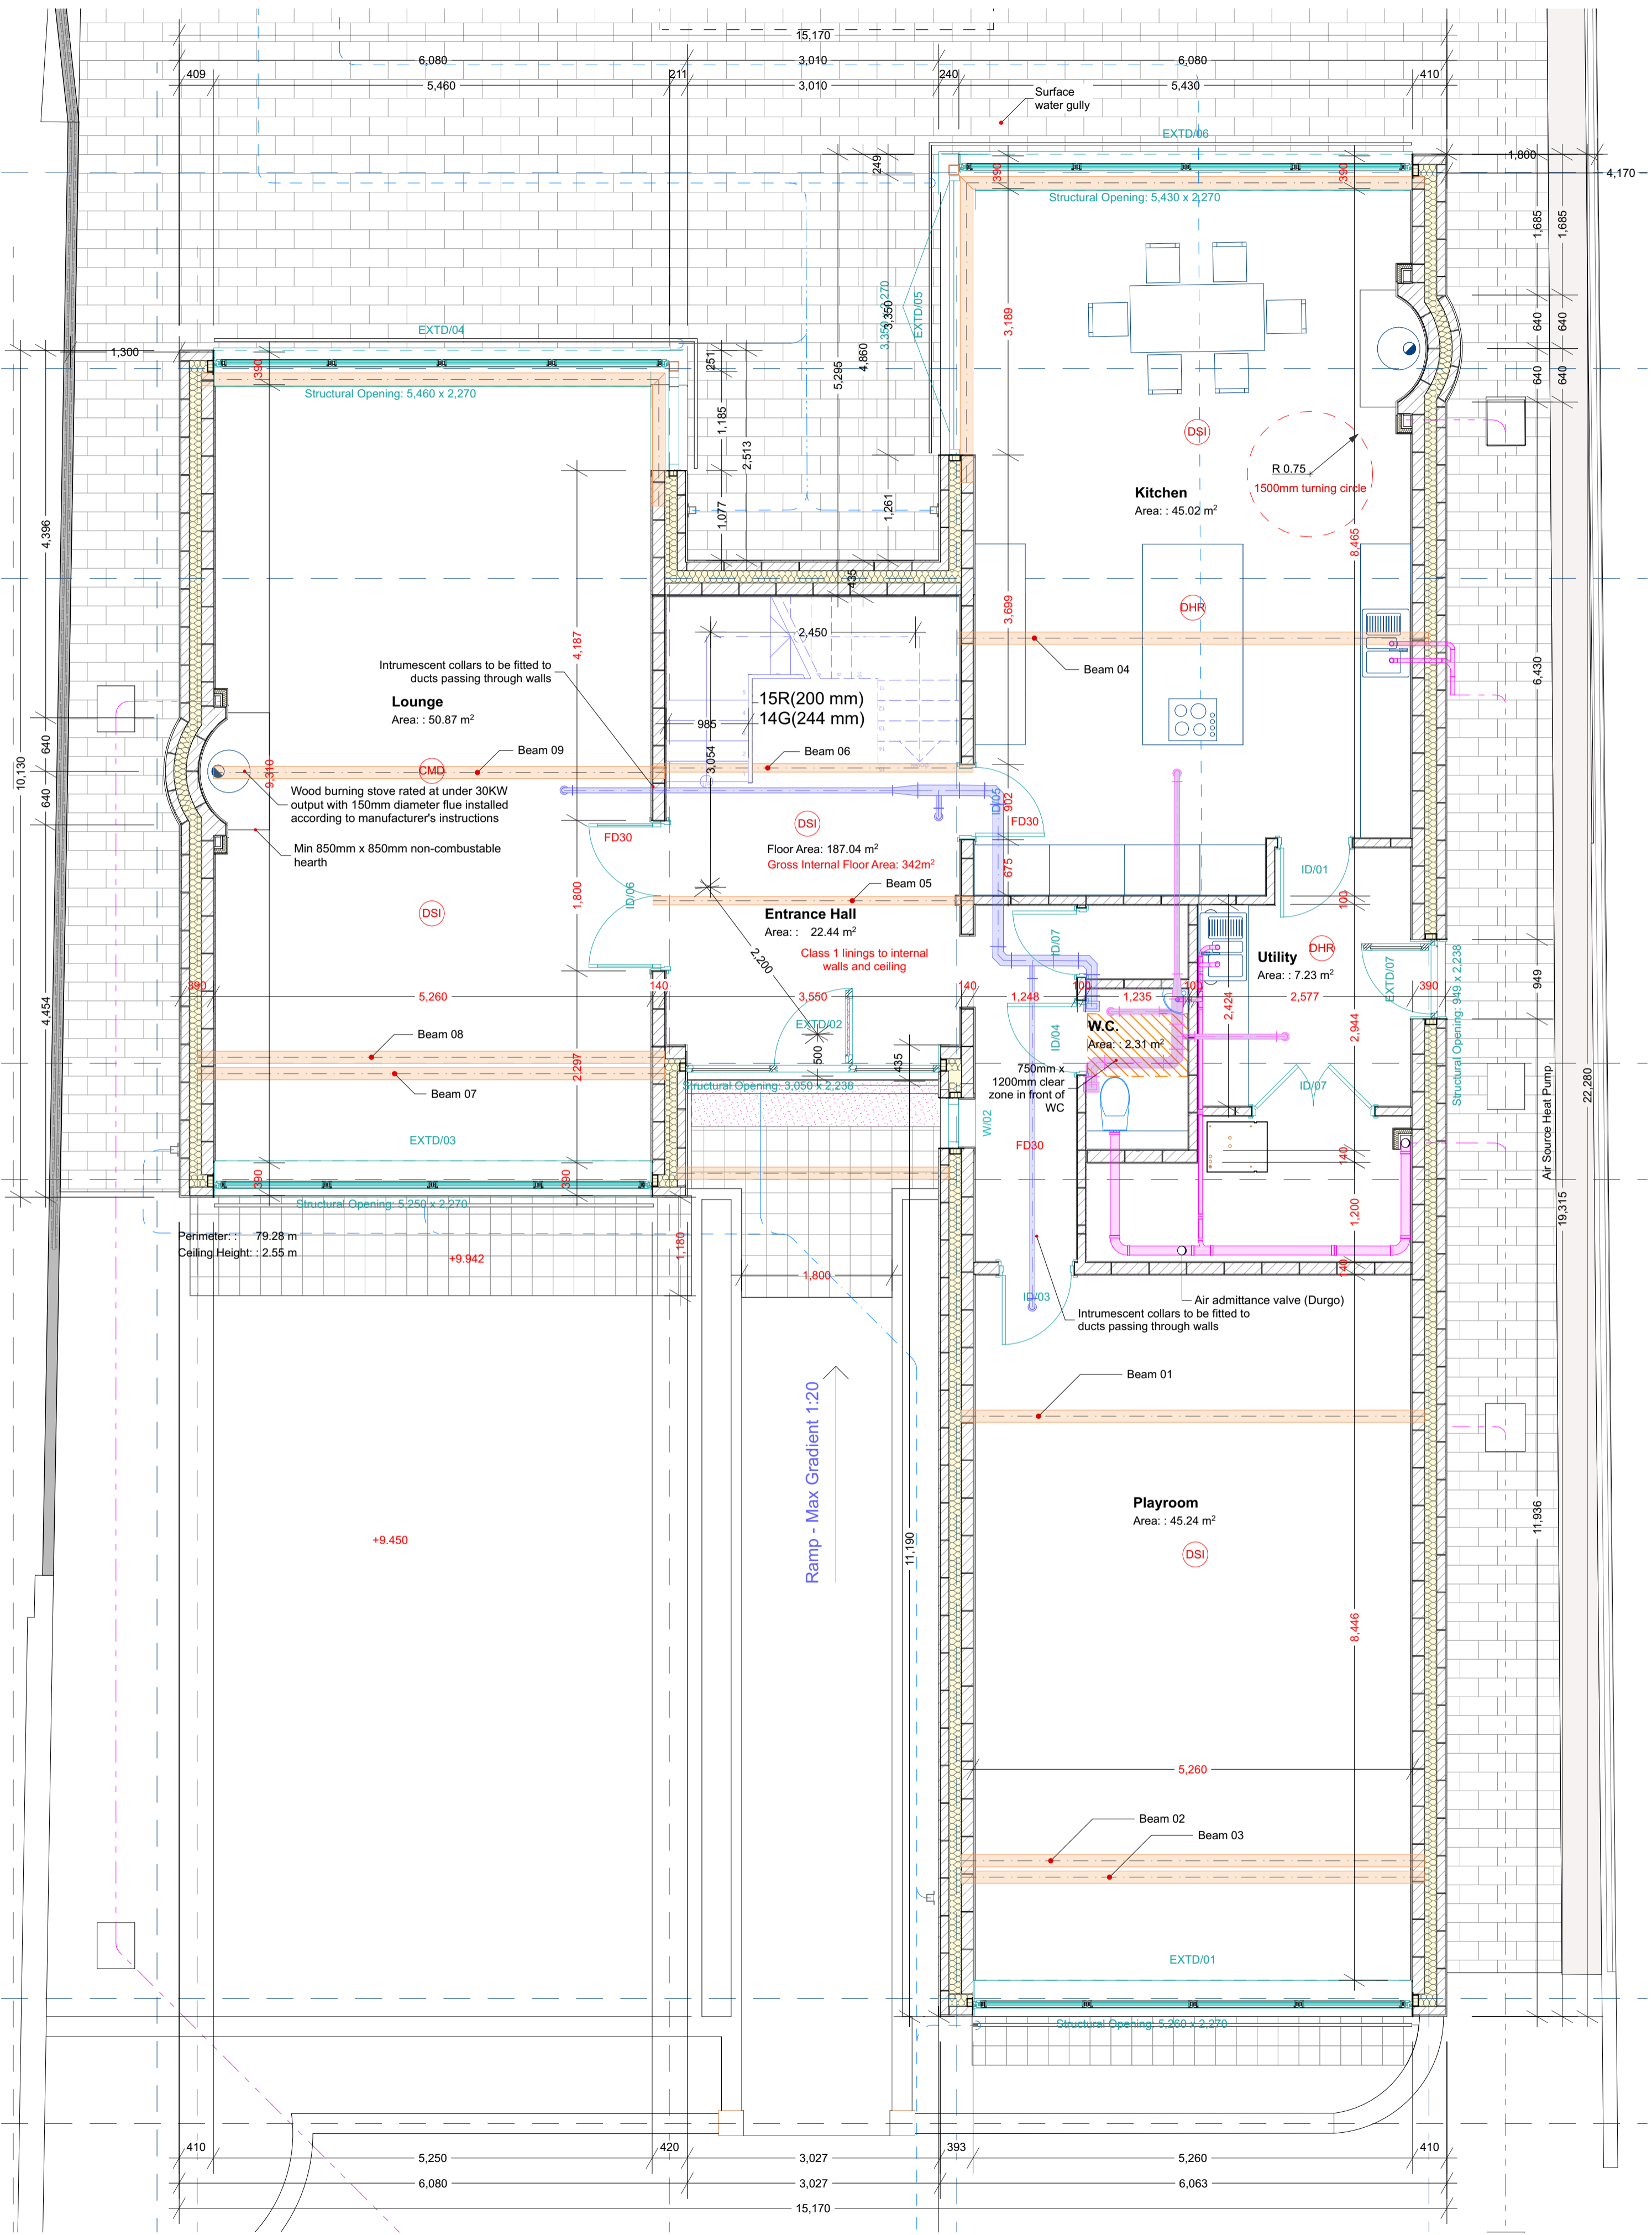 15,170
6,080
3,010
6,080
409
5,460
211
3,010
240
5,430
410
Surface
water gully
EXTD/06
249
390
390
1,800
4,170
Structural Opening: 5,430 x 2,270
1,685
1,685
3,350
EXTD/05
3,189
640
640
640
640
EXTD/04
1,300
390
251
5,295
4,860
Structural Opening: 5,460 x 2,270
1,185
2,513
DSI
R 0.75
1500mm turning circle
Kitchen
Area: : 45.02 m²
1,077
1,261
4,396
8,465
435
DHR
3,699
2,450
4,187
Intrumescent collars to be fitted to
ducts passing through walls
Beam 04
6,430
Lounge
Area: : 50.87 m²
15R(200 mm)
14G(244 mm)
985
3,054
Beam 09
Beam 06
640
10,130
640
CMD
9,310
Wood burning stove rated at under 30KW
output with 150mm diameter flue installed
according to manufacturer's instructions
ID/05
902
FD30
DSI
FD30
Min 850mm x 850mm non-combustable
hearth
Floor Area: 187.04 m²
Gross Internal Floor Area: 342m²
675
ID/01
Beam 05
1,800
ID/06
100
DSI
Entrance Hall
Area: : 22.44 m²
Class 1 linings to internal
walls and ceiling
2,200
ID/07
DHR
Utility
Area: : 7.23 m²
EXTD/07
949
Structural Opening: 949 x 2,238
390
5,260
140
3,550
140
1,248
100
1,235
100
2,577
390
4,454
2,424
2,944
EXTD/02
ID/04
W.C.
Area: : 2.31 m²
Beam 08
500
435
2,297
750mm x
1200mm clear
zone in front of
WC
Structural Opening: 3,050 x 2,238
ID/07
Beam 07
Air Source Heat Pump
22,280
EXTD/03
W/02
FD30
140
390
390
Structural Opening: 5,250 x 2,270
1,200
19,315
Perimeter: : 79.28 m
Ceiling Height: : 2.55 m
+9.942
1,180
1,800
140
ID/03
Air admittance valve (Durgo)
Intrumescent collars to be fitted to
ducts passing through walls
Beam 01
Ramp - Max Gradient 1:20
+9.450
11,190
Playroom
Area: : 45.24 m²
DSI
11,936
8,446
5,260
Beam 02
Beam 03
EXTD/01
Structural Opening: 5,260 x 2,270
410
5,250
420
3,027
393
5,260
410
6,080
3,027
6,063
15,170